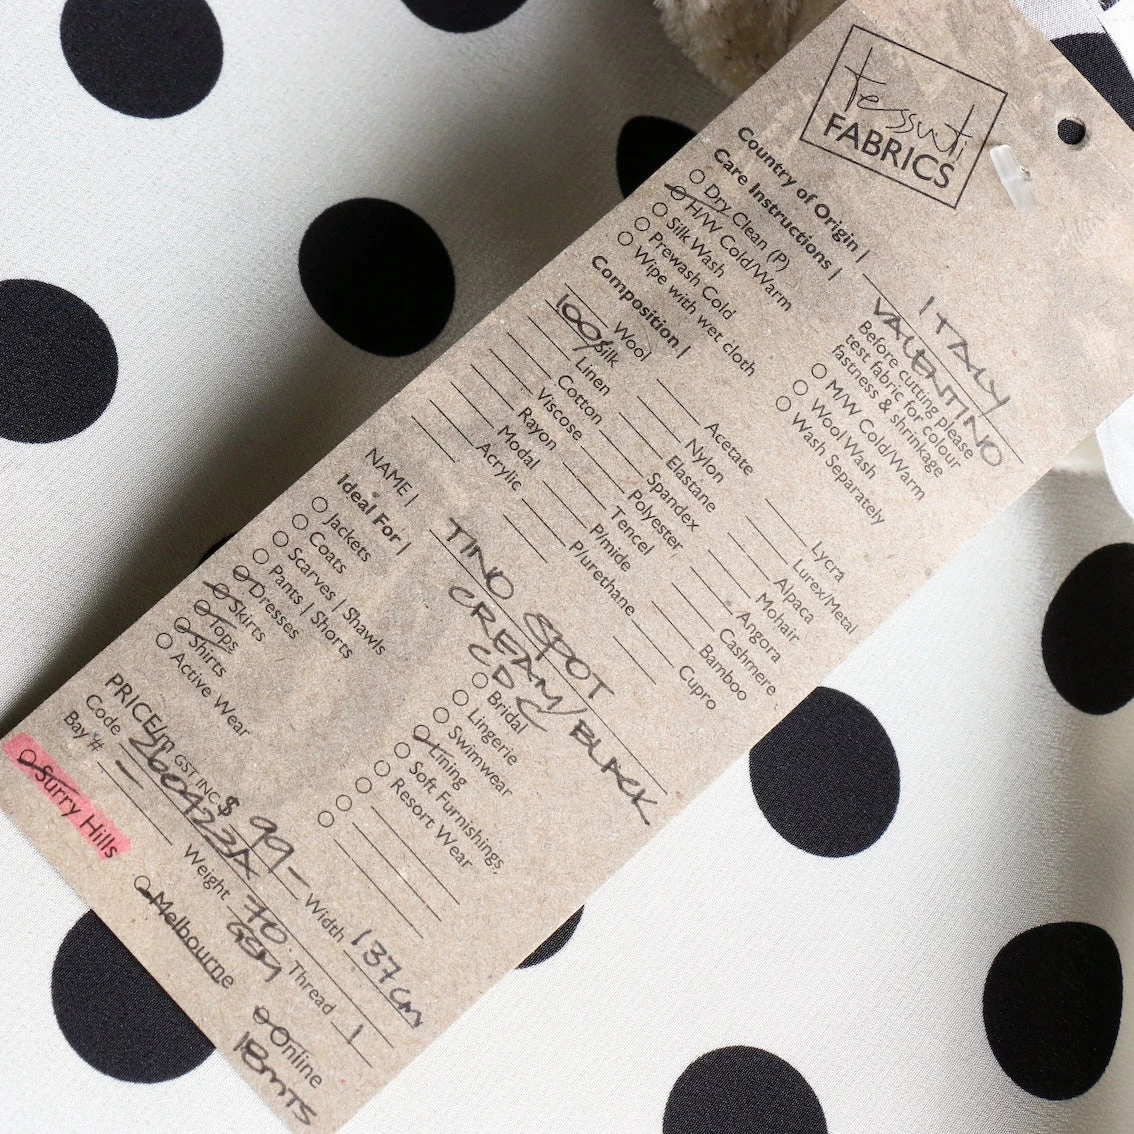 tessuti
FABRICS
Country of Origin | ITALY
Care Instructions | VALENTINO
Dry Clean (P)
H/W Cold/Warm
Silk Wash
Prewash Cold
Wipe with wet cloth
Before cutting please
test fabric for colour
fastness & shrinkage
M/W Cold/Warm
Wool Wash
Wash Separately
Composition |
Wool
100% Silk
Linen
Cotton
Viscose
Rayon
Modal
Acrylic
Acetate
Nylon
Elastane
Spandex
Polyester
Tencel
P/mide
P/urethane
Lycra
Lurex/Metal
Alpaca
Mohair
Angora
Cashmere
Bamboo
Cupro
NAME | TINO SPOT
CREAM/BLACK
CDC
Ideal For |
Jackets
Coats
Scarves | Shawls
Pants | Shorts
Dresses
Skirts
Tops
Shirts
Active Wear
Bridal
Lingerie
Swimwear
Lining
Soft Furnishings
Resort Wear
PRICE/m GST INC $ 99- Width 137cm
Code 260423A Weight 70 GSM Thread 1
Bay #
Surry Hills
Melbourne
Online
18mTS